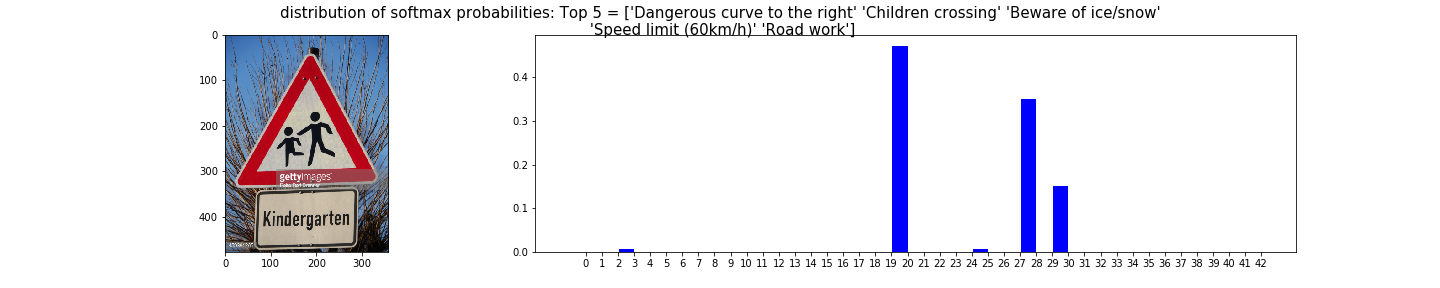 distribution of softmax probabilities: Top 5 = ['Dangerous curve to the right' 'Children crossing' 'Beware of ice/snow'
'Speed limit (60km/h)' 'Road work']
0
100
200
300
400
0 100 200 300
gettyimages
Kindergarten
0.4
0.3
0.2
0.1
0.0
0 1 2 3 4 5 6 7 8 9 10 11 12 13 14 15 16 17 18 19 20 21 22 23 24 25 26 27 28 29 30 31 32 33 34 35 36 37 38 39 40 41 42